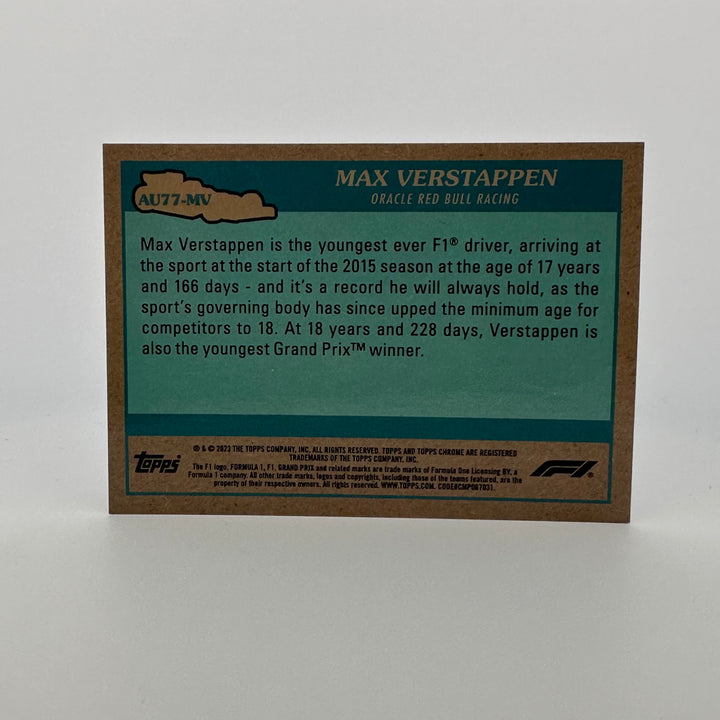 AU77-MV
MAX VERSTAPPEN
ORACLE RED BULL RACING
Max Verstappen is the youngest ever F1® driver, arriving at
the sport at the start of the 2015 season at the age of 17 years
and 166 days - and it's a record he will always hold, as the
sport's governing body has since upped the minimum age for
competitors to 18. At 18 years and 228 days, Verstappen is
also the youngest Grand Prix™ winner.
topps
® & © 2023 THE TOPPS COMPANY, INC. ALL RIGHTS RESERVED. TOPPS AND TOPPS CHROME ARE REGISTERED
TRADEMARKS OF THE TOPPS COMPANY, INC.
The F1 logo, FORMULA 1, F1, GRAND PRIX and related marks are trade marks of Formula One Licensing BV, a
Formula 1 company. All other trade marks, logos and copyrights, including those of the teams featured, are the
property of their respective owners. All rights reserved. WWW.TOPPS.COM. CODE#CMP087031.
F1®